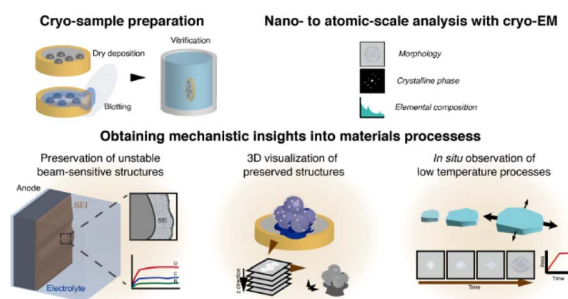 Cryo-sample preparation
Nano- to atomic-scale analysis with cryo-EM
Dry deposition
Vitrification
Blotting
Morphology
Crystalline phase
Elemental composition
Obtaining mechanistic insights into materials processess
Preservation of unstable
beam-sensitive structures
3D visualization of
preserved structures
In situ observation of
low temperature processes
Anode
SEI
SEI
Electrolyte
Time
Time